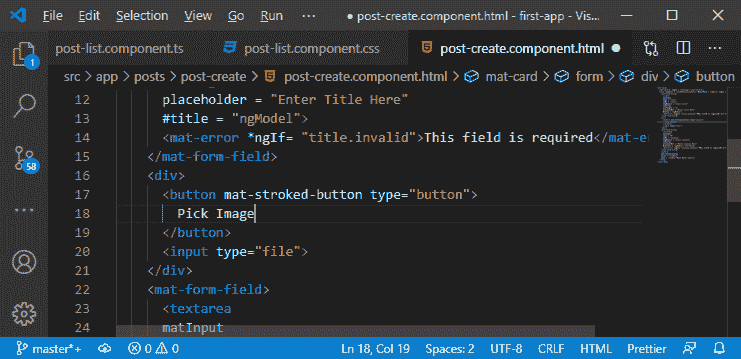 File Edit Selection View Go Run ··· ● post-create.component.html - first-app - Vis...
post-list.component.ts post-list.component.css post-create.component.html ●
src > app > posts > post-create > post-create.component.html > mat-card > form > div > button
12 placeholder = "Enter Title Here"
13 #title = "ngModel">
14 <mat-error *ngIf= "title.invalid">This field is required</mat-er
15 </mat-form-field>
16 <div>
17 <button mat-stroked-button type="button">
18 Pick Image
19 </button>
20 <input type="file">
21 </div>
22 <mat-form-field>
23 <textarea
24 matInput
1
58
master*+ 0 0 Ln 18, Col 19 Spaces: 2 UTF-8 CRLF HTML Prettier